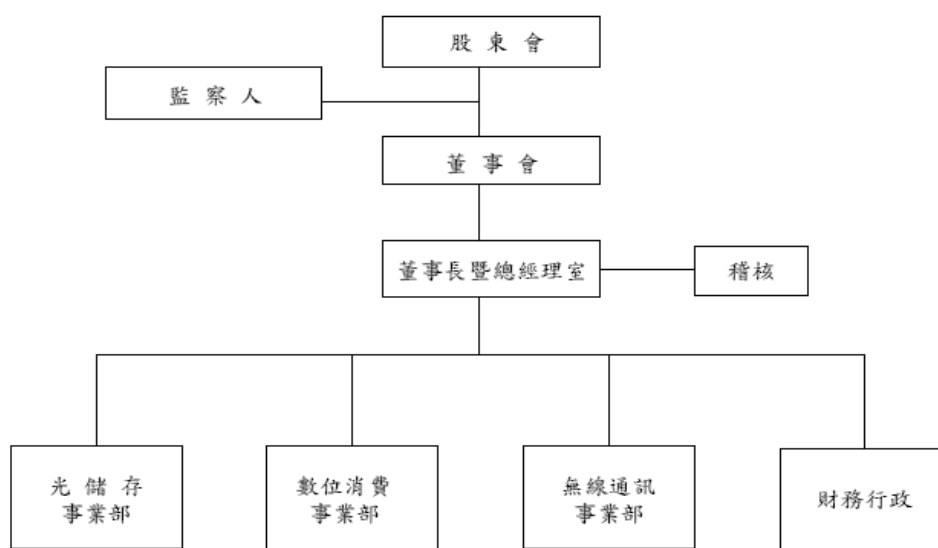 股東會
監察人
董事會
董事長暨總經理室
稽核
光儲存
事業部
數位消費
事業部
無線通訊
事業部
財務行政